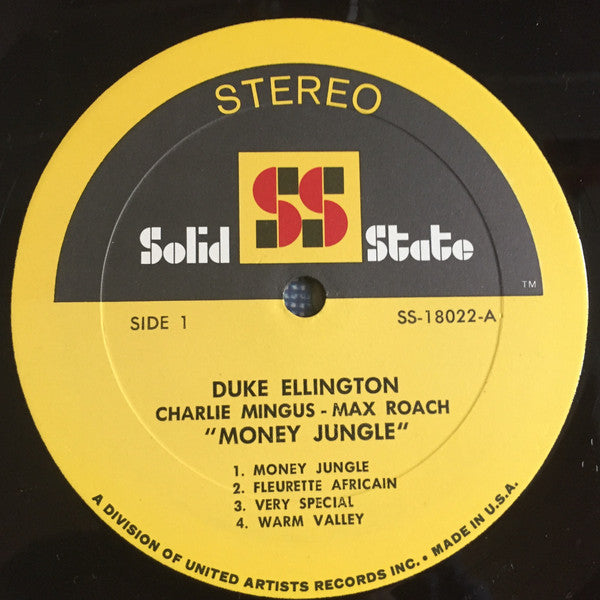 STEREO
SS
Solid State
TM
SIDE 1
SS-18022-A
DUKE ELLINGTON
CHARLIE MINGUS - MAX ROACH
"MONEY JUNGLE"
1. MONEY JUNGLE
2. FLEURETTE AFRICAIN
3. VERY SPECIAL
4. WARM VALLEY
A DIVISION OF UNITED ARTISTS RECORDS INC. • MADE IN U.S.A.